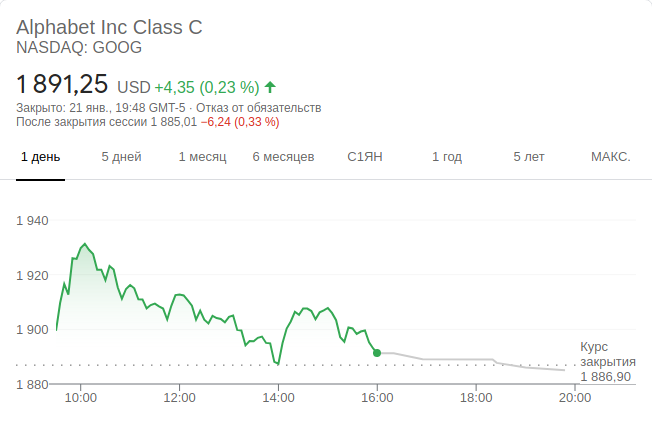 Alphabet Inc Class C
NASDAQ: GOOG
1 891,25 USD +4,35 (0,23 %)
Закрыто: 21 янв., 19:48 GMT-5 · Отказ от обязательств
После закрытия сессии 1 885,01 −6,24 (0,33 %)
1 день 5 дней 1 месяц 6 месяцев С1ЯН 1 год 5 лет МАКС.
1 940
1 920
1 900
1 880
Курс
закрытия
1 886,90
10:00 12:00 14:00 16:00 18:00 20:00